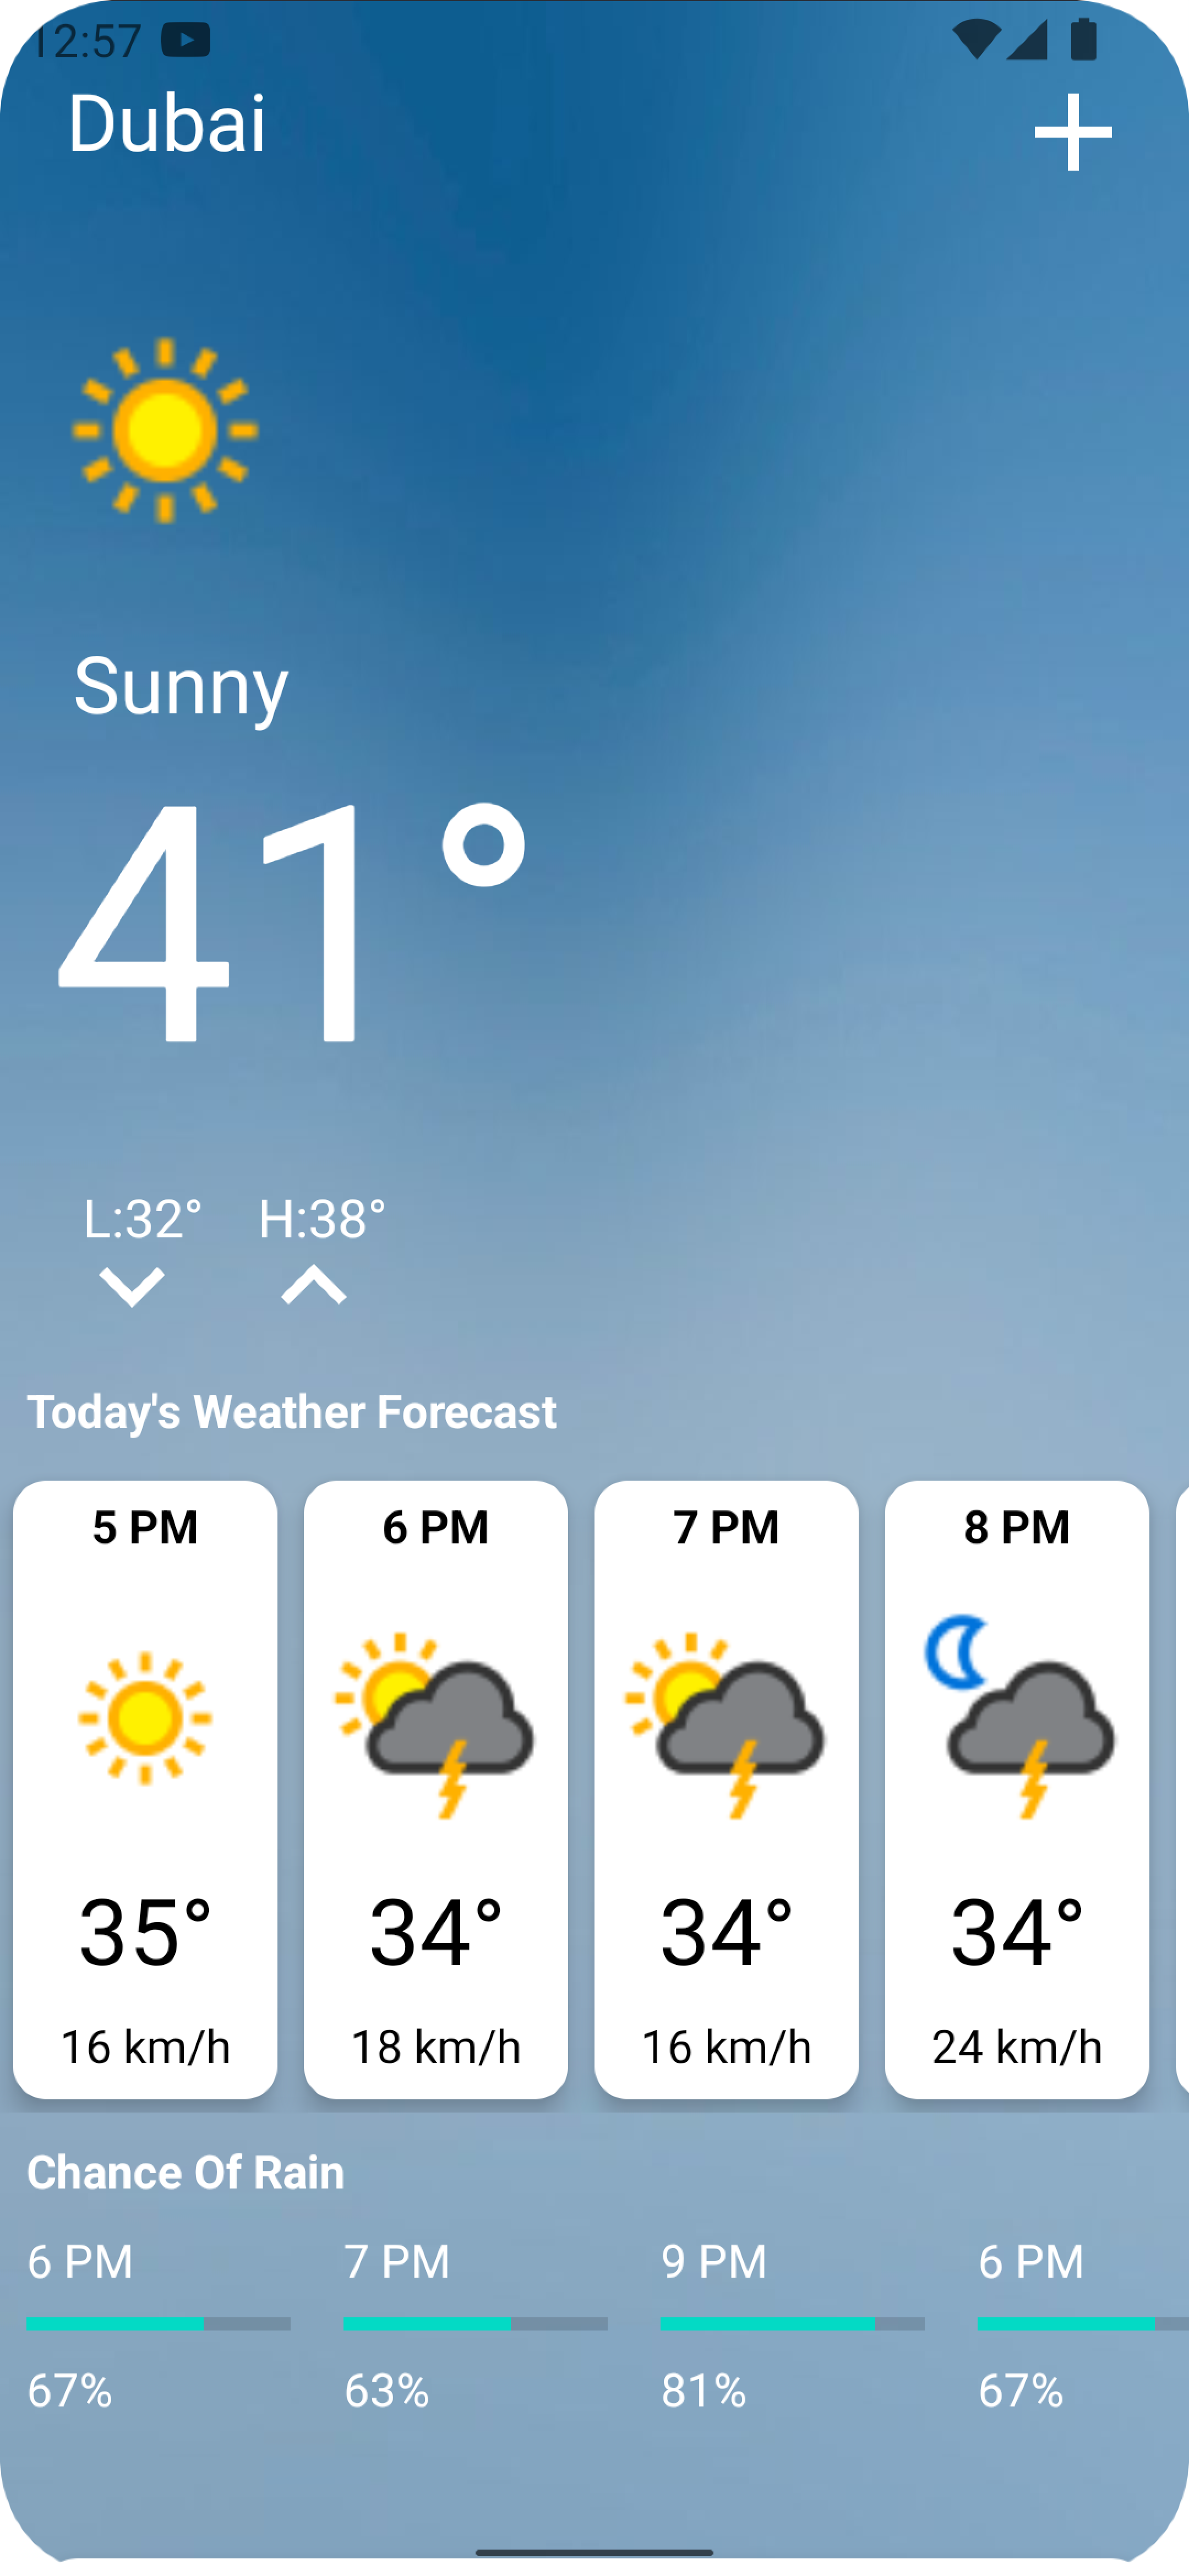 12:57
Dubai
Sunny
41°
L:32° H:38°
Today's Weather Forecast
5 PM 6 PM 7 PM 8 PM
35° 34° 34° 34°
16 km/h 18 km/h 16 km/h 24 km/h
Chance Of Rain
6 PM 7 PM 9 PM 6 PM
67% 63% 81% 67%